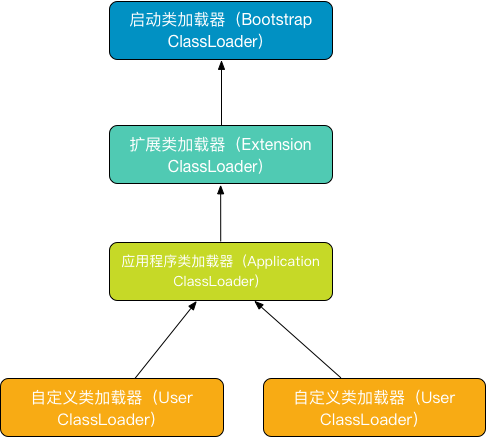 启动类加载器（Bootstrap
ClassLoader）
扩展类加载器（Extension
ClassLoader）
应用程序类加载器（Application
ClassLoader）
自定义类加载器（User
ClassLoader）
自定义类加载器（User
ClassLoader）